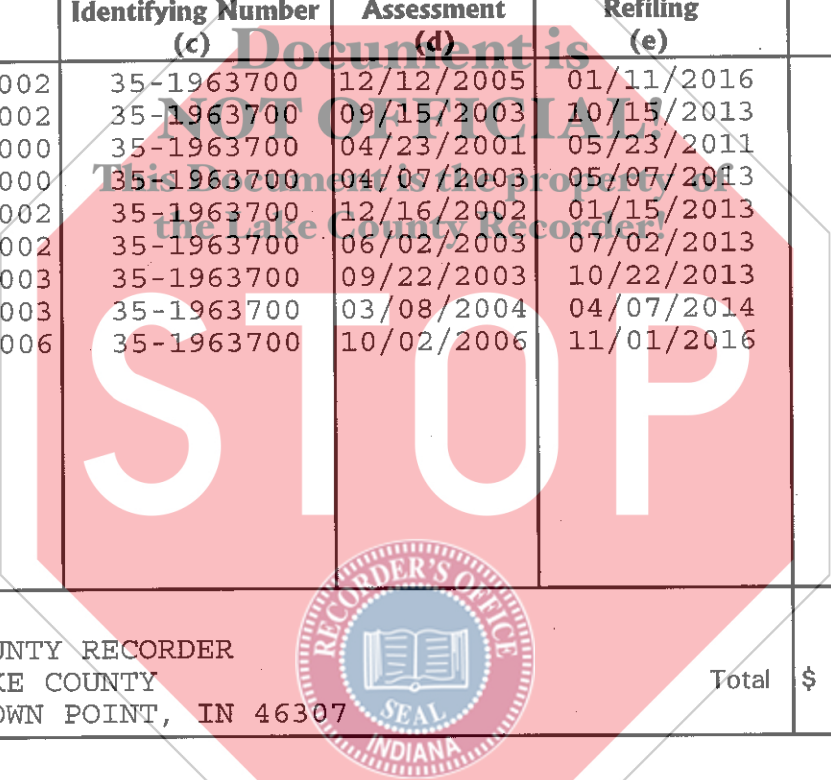 Identifying Number Assessment Refiling
(c) (d) (e)
Document is
NOT OFFICIAL!
This Document is the property of
the Lake County Recorder!
002 35-1963700 12/12/2005 01/11/2016
002 35-1963700 09/15/2003 10/15/2013
000 35-1963700 04/23/2001 05/23/2011
000 35-1963700 04/07/2003 05/07/2013
002 35-1963700 12/16/2002 01/15/2013
002 35-1963700 06/02/2003 07/02/2013
003 35-1963700 09/22/2003 10/22/2013
003 35-1963700 03/08/2004 04/07/2014
006 35-1963700 10/02/2006 11/01/2016
STOP
UNTY RECORDER
KE COUNTY Total $
OWN POINT, IN 46307
RECORDER'S OFFICE
SEAL
INDIANA